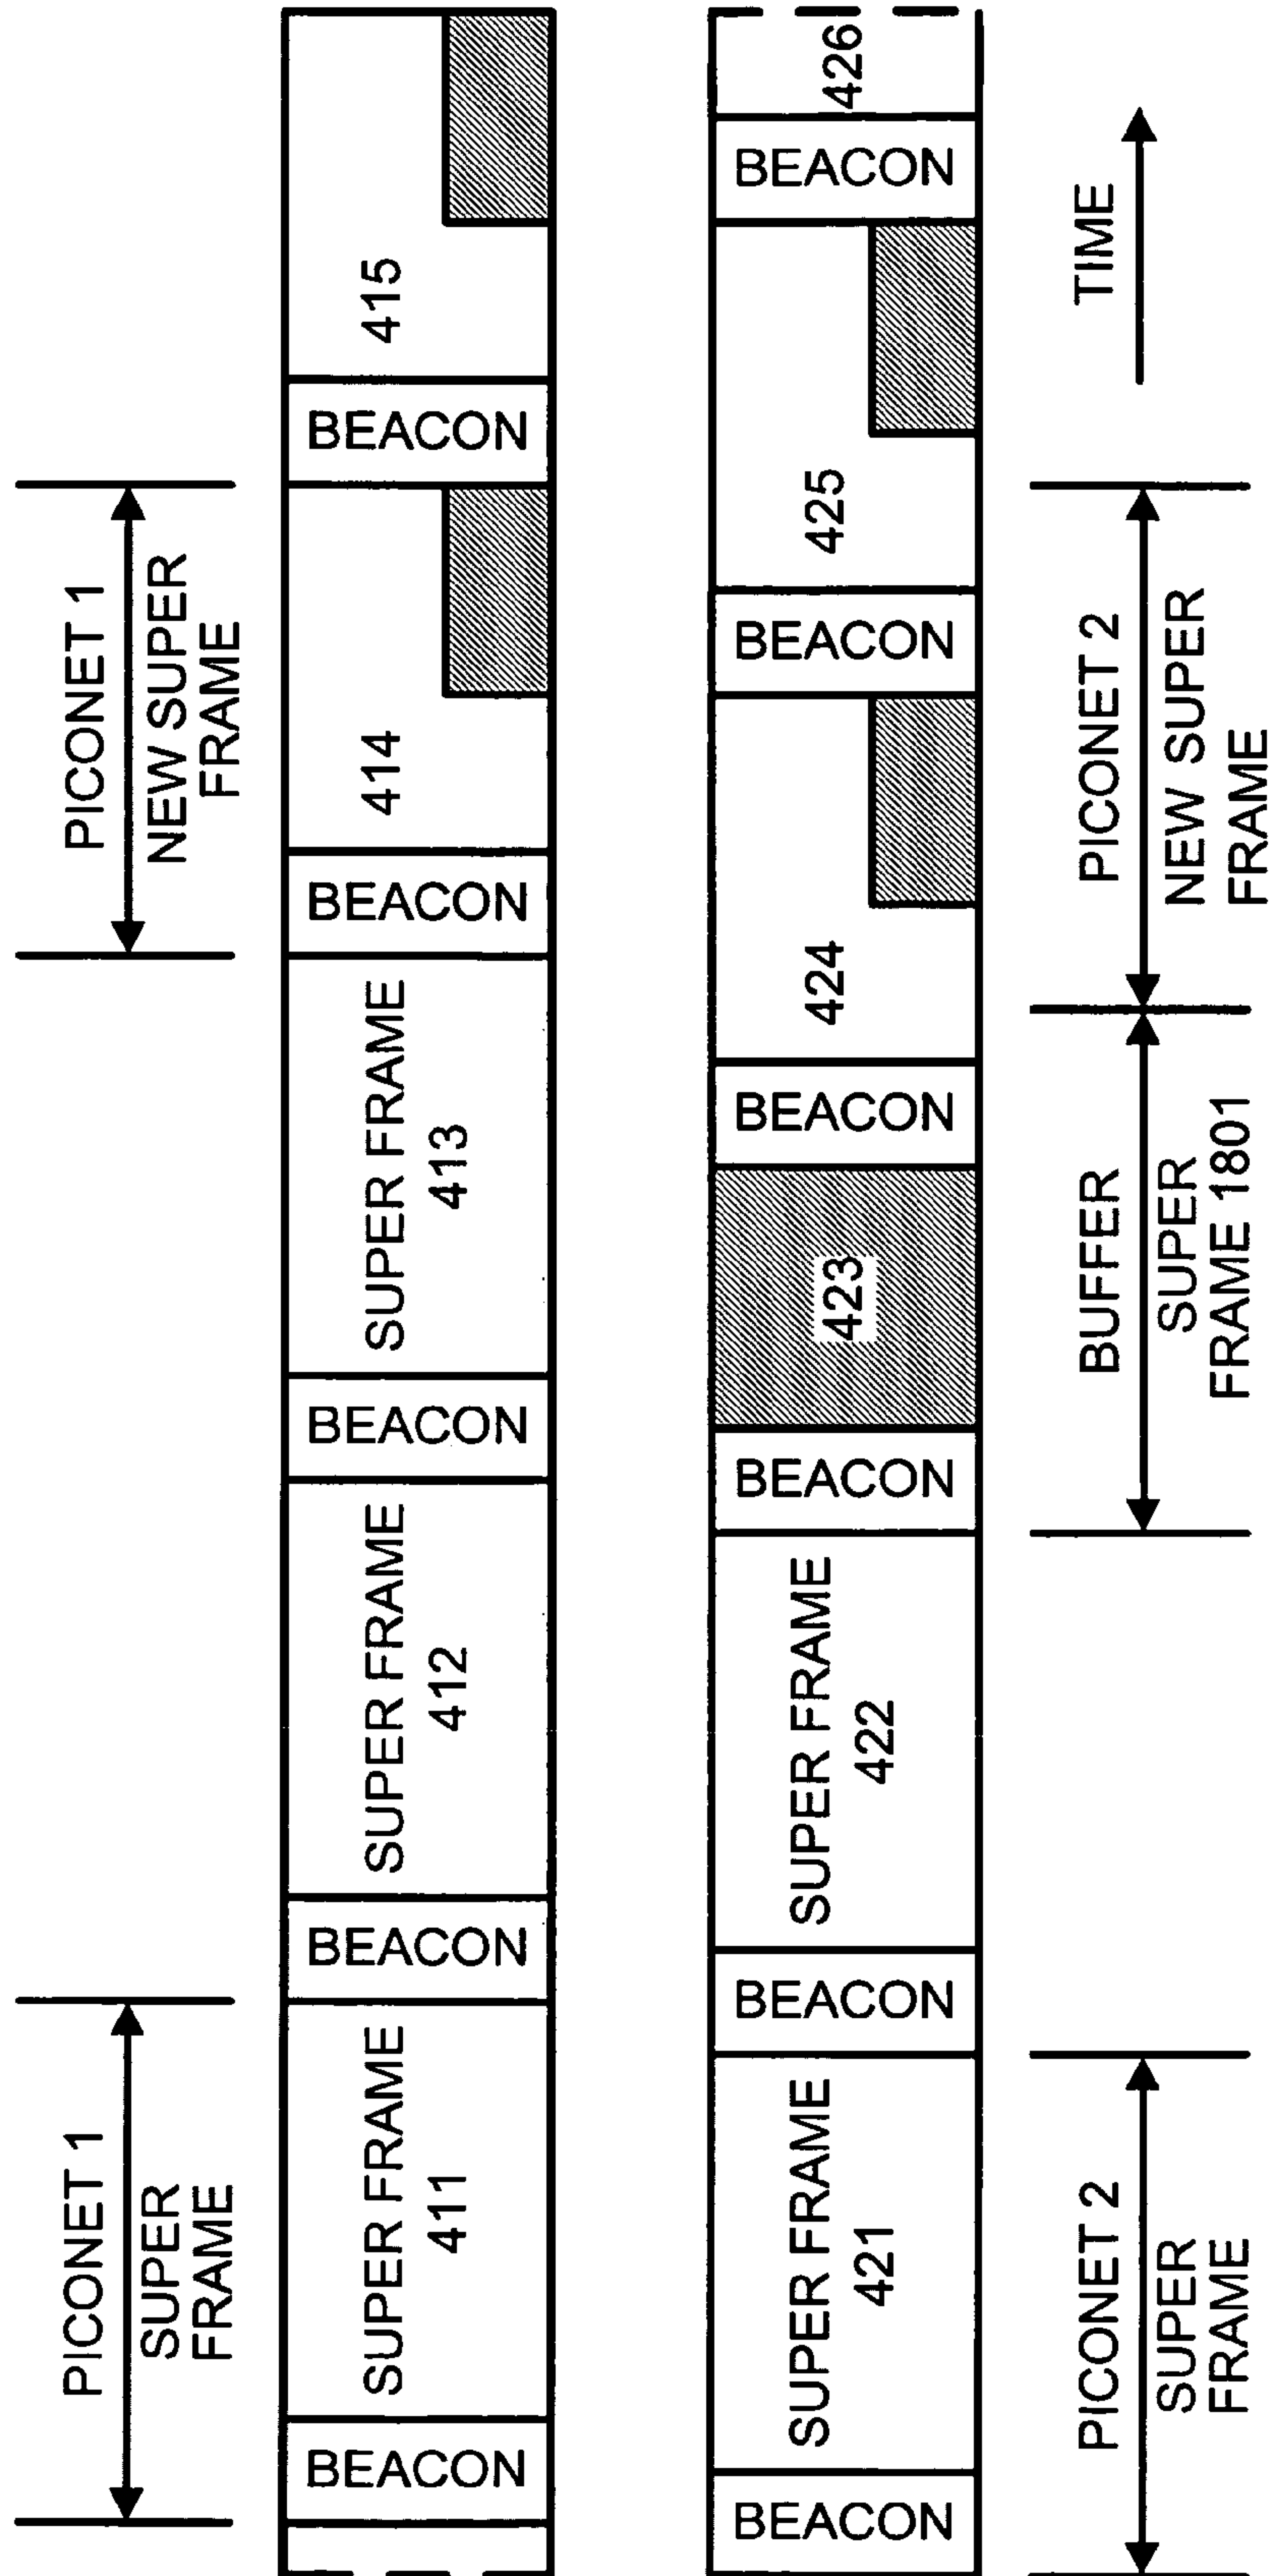 PICONET 1
SUPER
FRAME
PICONET 1
NEW SUPER
FRAME
BEACON
SUPER FRAME
411
BEACON
SUPER FRAME
412
BEACON
SUPER FRAME
413
BEACON
414
BEACON
415
BEACON
SUPER FRAME
421
BEACON
SUPER FRAME
422
BEACON
423
BEACON
424
BEACON
425
BEACON
426
PICONET 2
SUPER
FRAME
BUFFER
SUPER
FRAME 1801
PICONET 2
NEW SUPER
FRAME
TIME